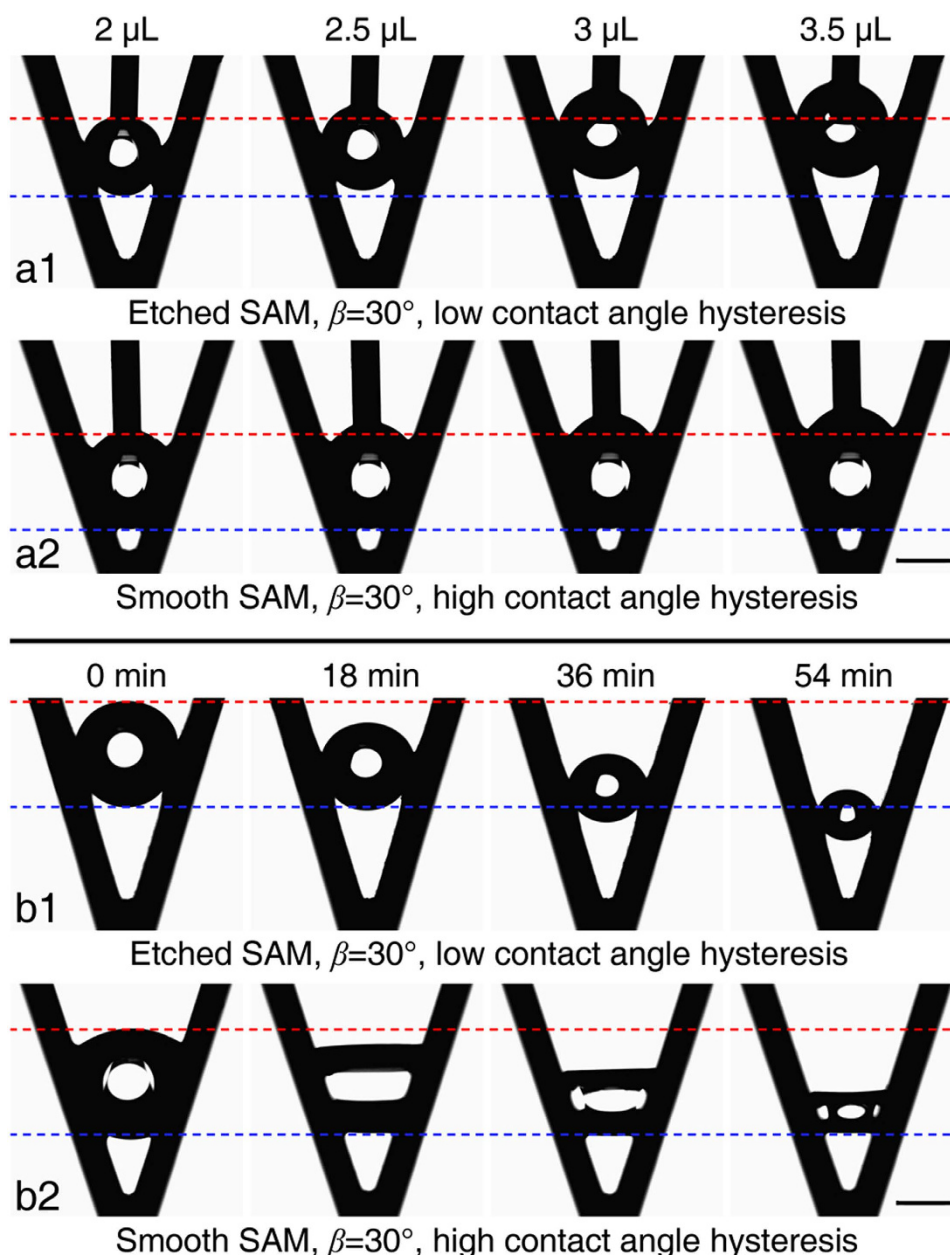 2 µL 2.5 µL 3 µL 3.5 µL
a1
Etched SAM, β=30°, low contact angle hysteresis
a2
Smooth SAM, β=30°, high contact angle hysteresis
0 min 18 min 36 min 54 min
b1
Etched SAM, β=30°, low contact angle hysteresis
b2
Smooth SAM, β=30°, high contact angle hysteresis